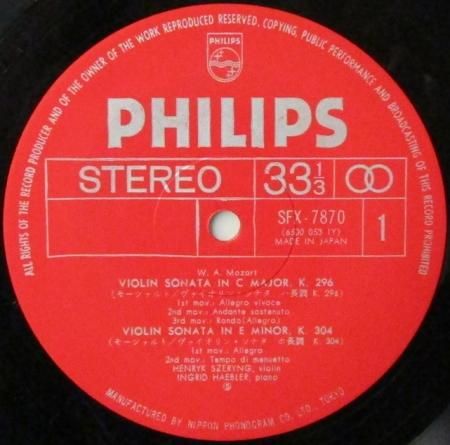 ALL RIGHTS OF THE RECORD PRODUCER AND OF THE OWNER OF THE WORK REPRODUCED RESERVED, COPYING, PUBLIC PERFORMANCE AND BROADCASTING OF THIS RECORD PROHIBITED
PHILIPS
PHILIPS
STEREO 33 1/3
SFX-7870 1
(6500 053 1Y)
MADE IN JAPAN
W. A. Mozart
VIOLIN SONATA IN C MAJOR, K. 296
(モーツァルト/ヴァイオリン・ソナタ ハ長調 K. 296)
1st mov.: Allegro vivace
2nd mov.: Andante sostenuto
3rd mov.: Rondo(Allegro)
VIOLIN SONATA IN E MINOR, K. 304
(モーツァルト/ヴァイオリン・ソナタ ホ長調 K. 304)
1st mov.: Allegro
2nd mov.: Tempo di menuetto
HENRYK SZERYNG, violin
INGRID HAEBLER, piano
Ⓢ
MANUFACTURED BY NIPPON PHONOGRAM CO., LTD., TOKYO